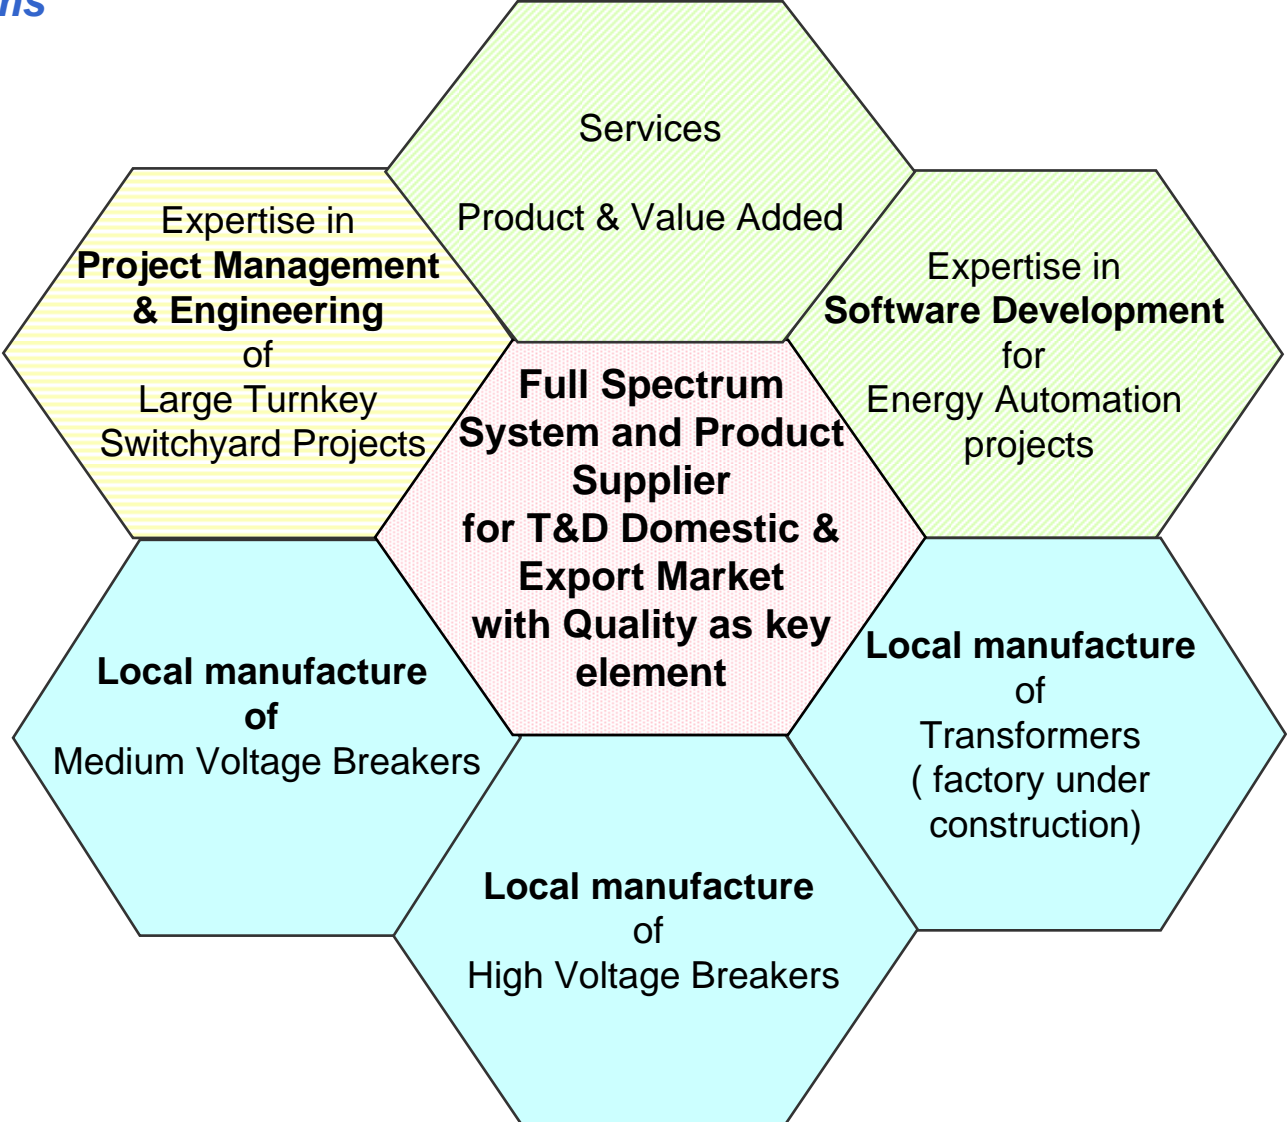 Services
Product & Value Added
Expertise in
Project Management
& Engineering
of
Large Turnkey
Switchyard Projects
Expertise in
Software Development
for
Energy Automation
projects
Full Spectrum
System and Product
Supplier
for T&D Domestic &
Export Market
with Quality as key
element
Local manufacture
of
Medium Voltage Breakers
Local manufacture
of
Transformers
( factory under
construction)
Local manufacture
of
High Voltage Breakers